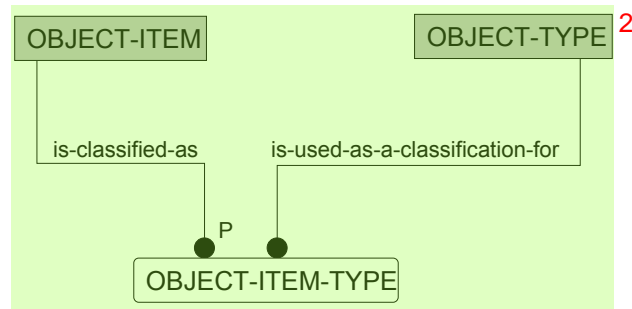 OBJECT-ITEM
OBJECT-TYPE 2
is-classified-as
is-used-as-a-classification-for
P
OBJECT-ITEM-TYPE